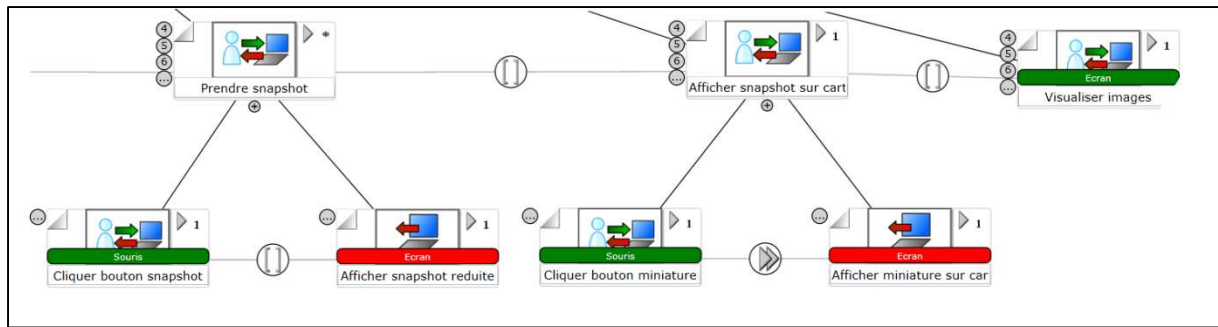 4
5
6
...
*
Prendre snapshot
[]
4
5
6
...
1
Afficher snapshot sur cart
[]
4
5
6
...
1
Ecran
Visualiser images
...
1
Souris
Cliquer bouton snapshot
[]
...
1
Ecran
Afficher snapshot reduite
...
1
Souris
Cliquer bouton miniature
...
1
Ecran
Afficher miniature sur car